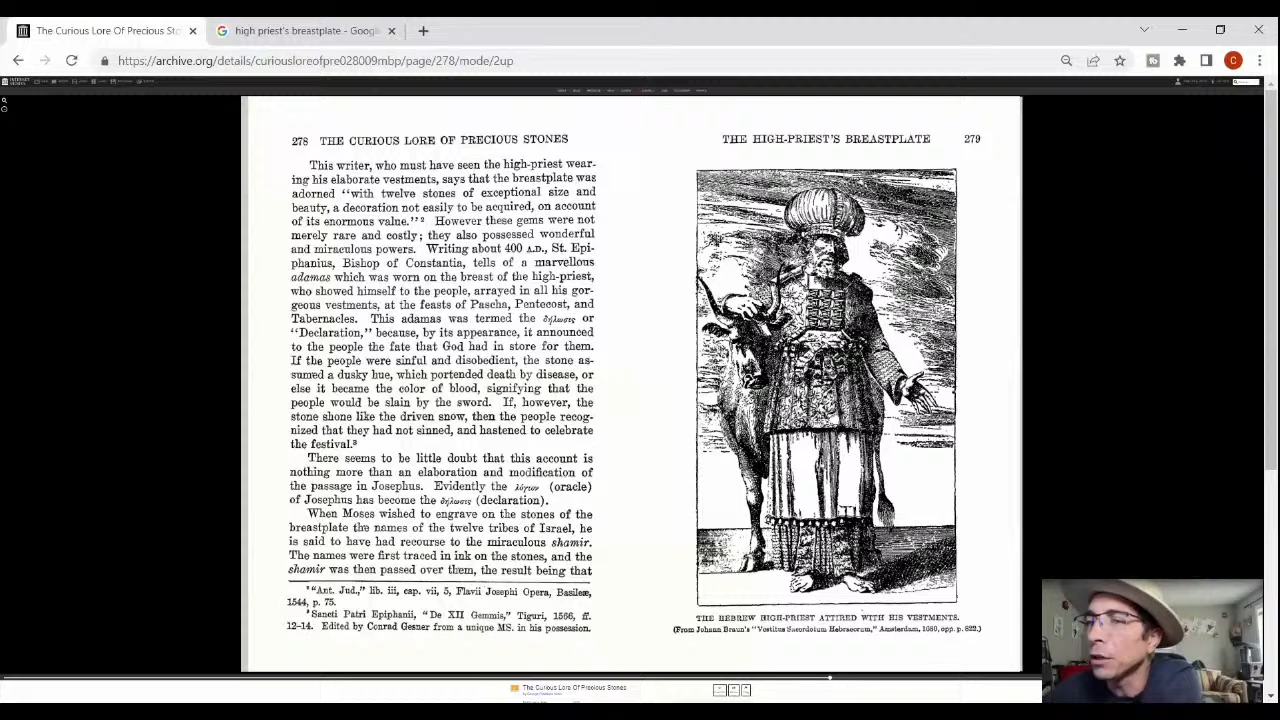 The Curious Lore Of Precious Sto
high priest's breastplate - Google
https://archive.org/details/curiousloreofpre028009mbp/page/278/mode/2up
C
278 THE CURIOUS LORE OF PRECIOUS STONES
This writer, who must have seen the high-priest wear-
ing his elaborate vestments, says that the breastplate was
adorned "with twelve stones of exceptional size and
beauty, a decoration not easily to be acquired, on account
of its enormous value." ² However these gems were not
merely rare and costly; they also possessed wonderful
and miraculous powers. Writing about 400 A.D., St. Epi-
phanius, Bishop of Constantia, tells of a marvellous
adamas which was worn on the breast of the high-priest,
who showed himself to the people, arrayed in all his gor-
geous vestments, at the feasts of Pascha, Pentecost, and
Tabernacles. This adamas was termed the δήλωσις or
"Declaration," because, by its appearance, it announced
to the people the fate that God had in store for them.
If the people were sinful and disobedient, the stone as-
sumed a dusky hue, which portended death by disease, or
else it became the color of blood, signifying that the
people would be slain by the sword. If, however, the
stone shone like the driven snow, then the people recog-
nized that they had not sinned, and hastened to celebrate
the festival.³
There seems to be little doubt that this account is
nothing more than an elaboration and modification of
the passage in Josephus. Evidently the λόγιον (oracle)
of Josephus has become the δήλωσις (declaration).
When Moses wished to engrave on the stones of the
breastplate the names of the twelve tribes of Israel, he
is said to have had recourse to the miraculous shamir.
The names were first traced in ink on the stones, and the
shamir was then passed over them, the result being that
² "Ant. Jud.," lib. iii, cap. vii, 5, Flavii Josephi Opera, Basileæ,
1544, p. 75.
³ Sancti Patri Epiphanii, "De XII Gemmis," Tiguri, 1566, ff.
12-14. Edited by Conrad Gesner from a unique MS. in his possession.
THE HIGH-PRIEST'S BREASTPLATE 279
THE HEBREW HIGH-PRIEST ATTIRED WITH HIS VESTMENTS.
(From Johann Braun's "Vestitus Sacerdotum Hebraeorum," Amsterdam, 1680, opp. p. 822.)
The Curious Lore Of Precious Stones